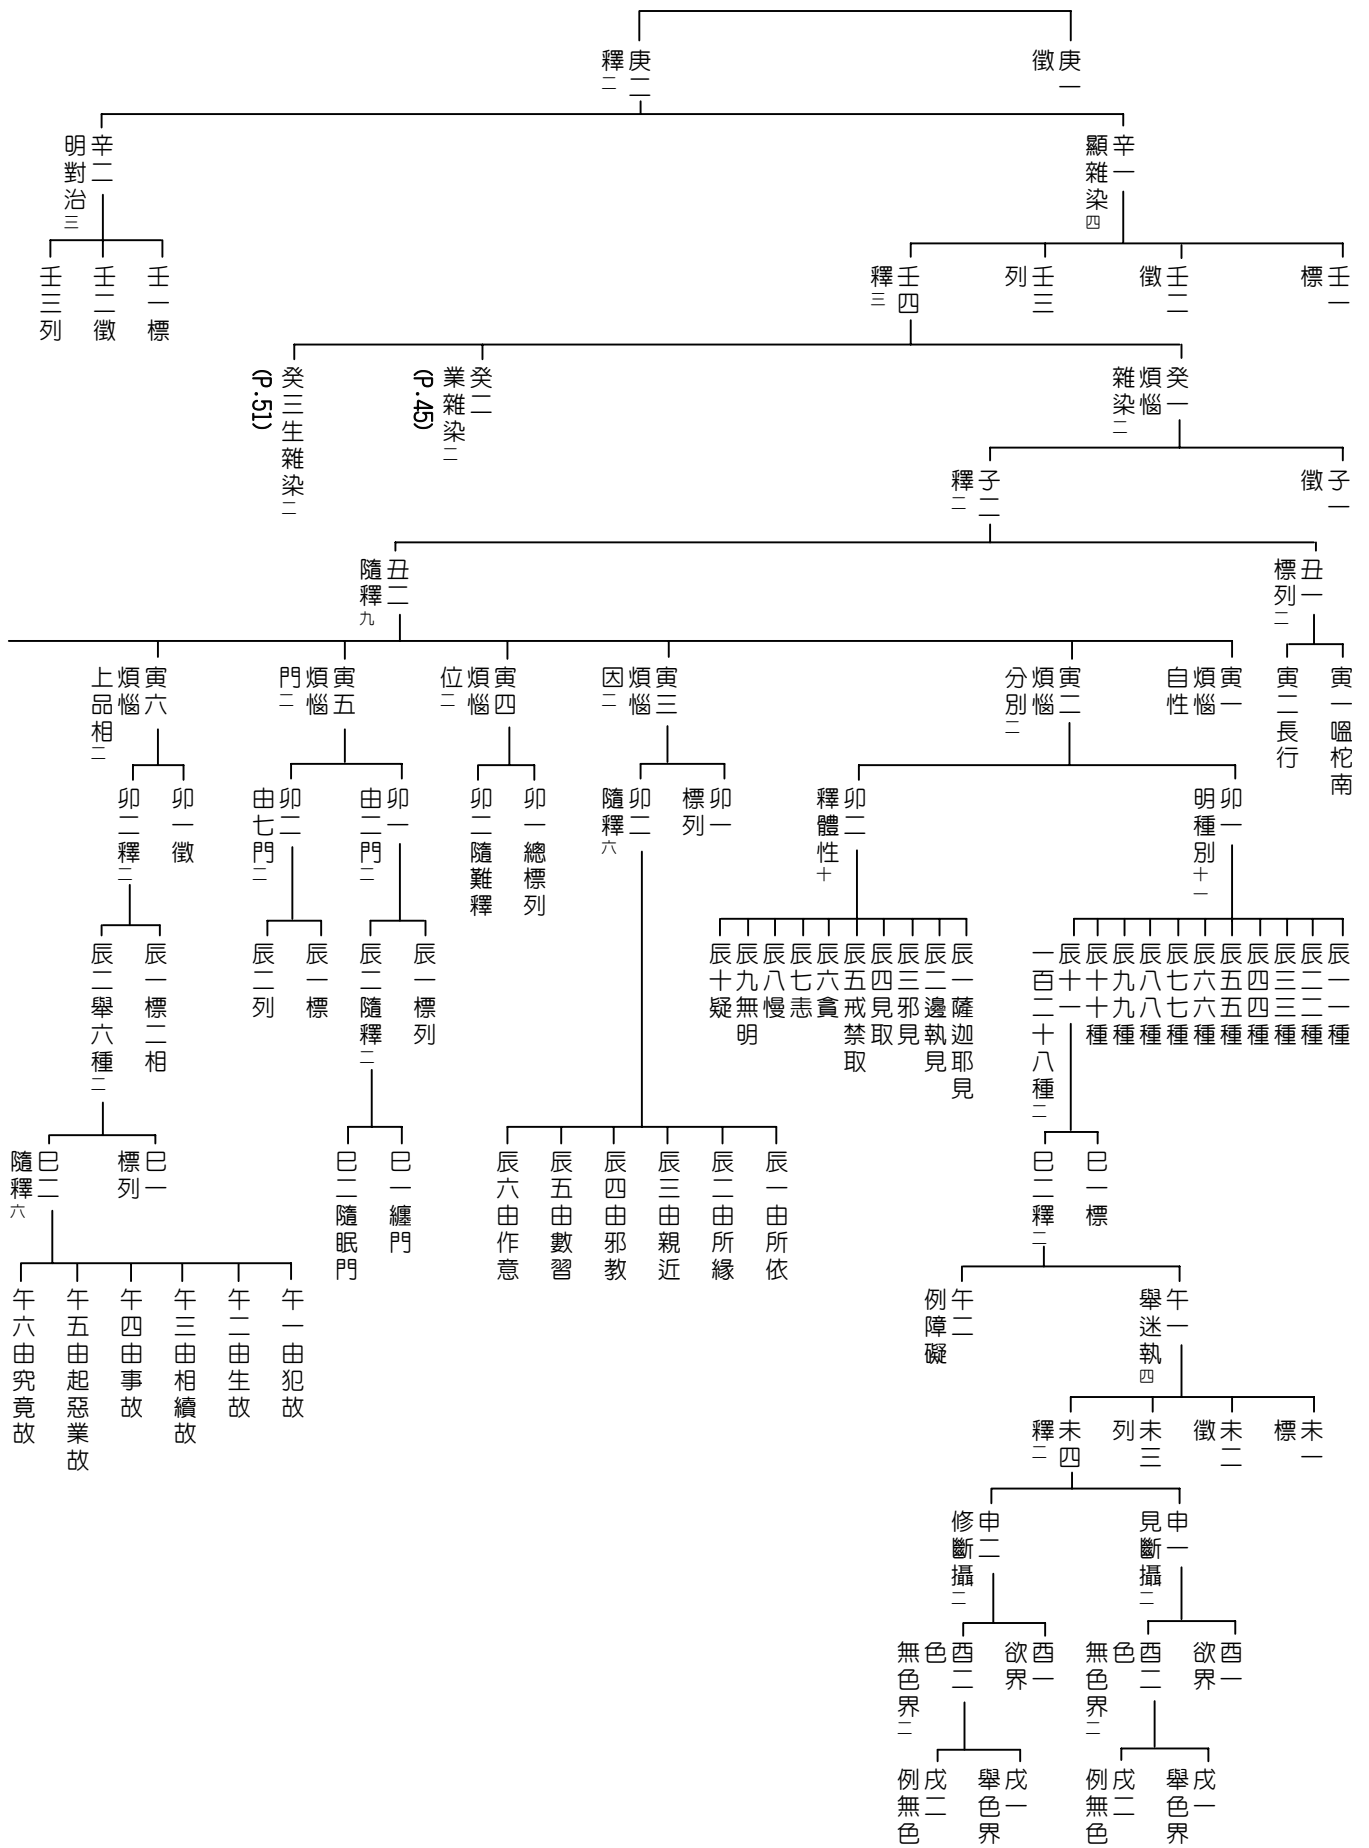 庚一
徵
庚二
釋二
辛一
顯雜染四
辛二
明對治三
壬一
標
壬二
徵
壬三
列
壬四
釋三
壬一標
壬二徵
壬三列
癸一
煩惱
雜染二
癸二
業雜染二
(P.45)
癸三生雜染二
(P.51)
子一
徵
子二
釋二
丑一
標列二
丑二
隨釋九
寅一嗢柁南
寅二長行
寅一
煩惱
自性
寅二
煩惱
分別二
寅三
煩惱
因二
寅四
煩惱
位二
寅五
煩惱
門二
寅六
煩惱
上品相二
卯一
明種別十一
卯二
釋體性十
卯一
標列
卯二
隨釋六
卯一總標列
卯二隨難釋
卯一
由二門二
卯二
由七門二
卯一徵
卯二釋二
辰一一種
辰二二種
辰三三種
辰四四種
辰五五種
辰六六種
辰七七種
辰八八種
辰九九種
辰十十種
辰十一
一百二十八種二
辰一薩迦耶見
辰二邊執見
辰三邪見
辰四見取
辰五戒禁取
辰六貪
辰七恚
辰八慢
辰九無明
辰十疑
辰一由所依
辰二由所緣
辰三由親近
辰四由邪教
辰五由數習
辰六由作意
辰一標列
辰二隨釋二
辰一標
辰二列
辰一標二相
辰二舉六種二
巳一標
巳二釋二
巳一纏門
巳二隨眠門
巳一
標列
巳二
隨釋六
午一
舉迷執四
午二
例障礙
午一由犯故
午二由生故
午三由相續故
午四由事故
午五由起惡業故
午六由究竟故
未一
標
未二
徵
未三
列
未四
釋二
申一
見斷攝二
申二
修斷攝二
酉一
欲界
酉二
色
無色界二
酉一
欲界
酉二
色
無色界二
戌一
舉色界
戌二
例無色
戌一
舉色界
戌二
例無色